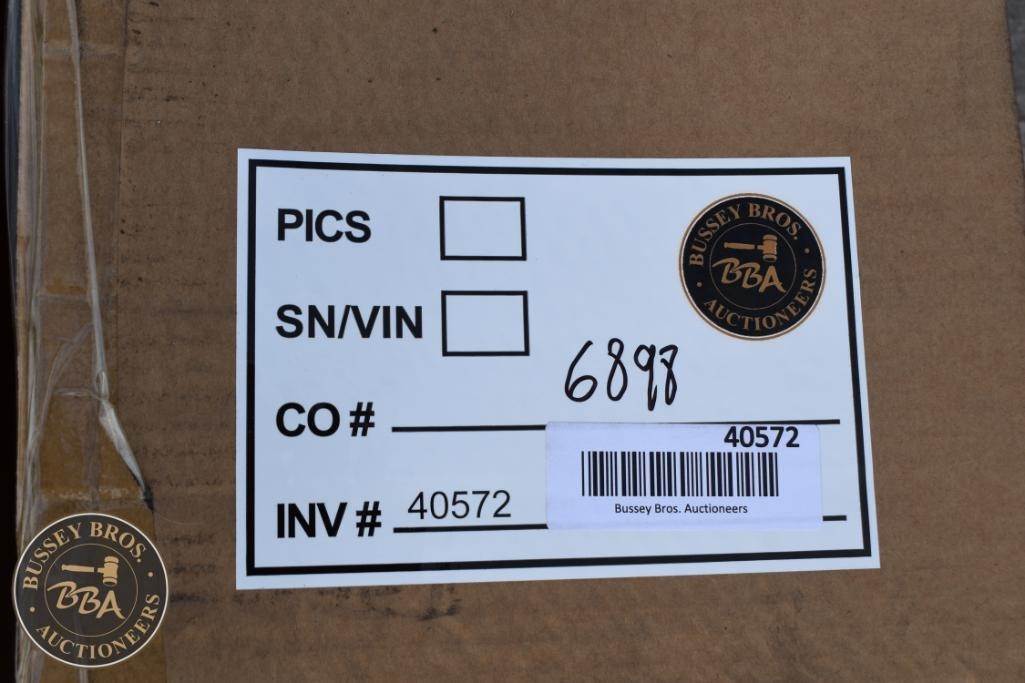 PICS
BUSSEY BROS.
BBA
AUCTIONEERS
SN/VIN
6898
CO #
40572
INV # 40572
Bussey Bros. Auctioneers
BUSSEY BROS.
BBA
AUCTIONEERS